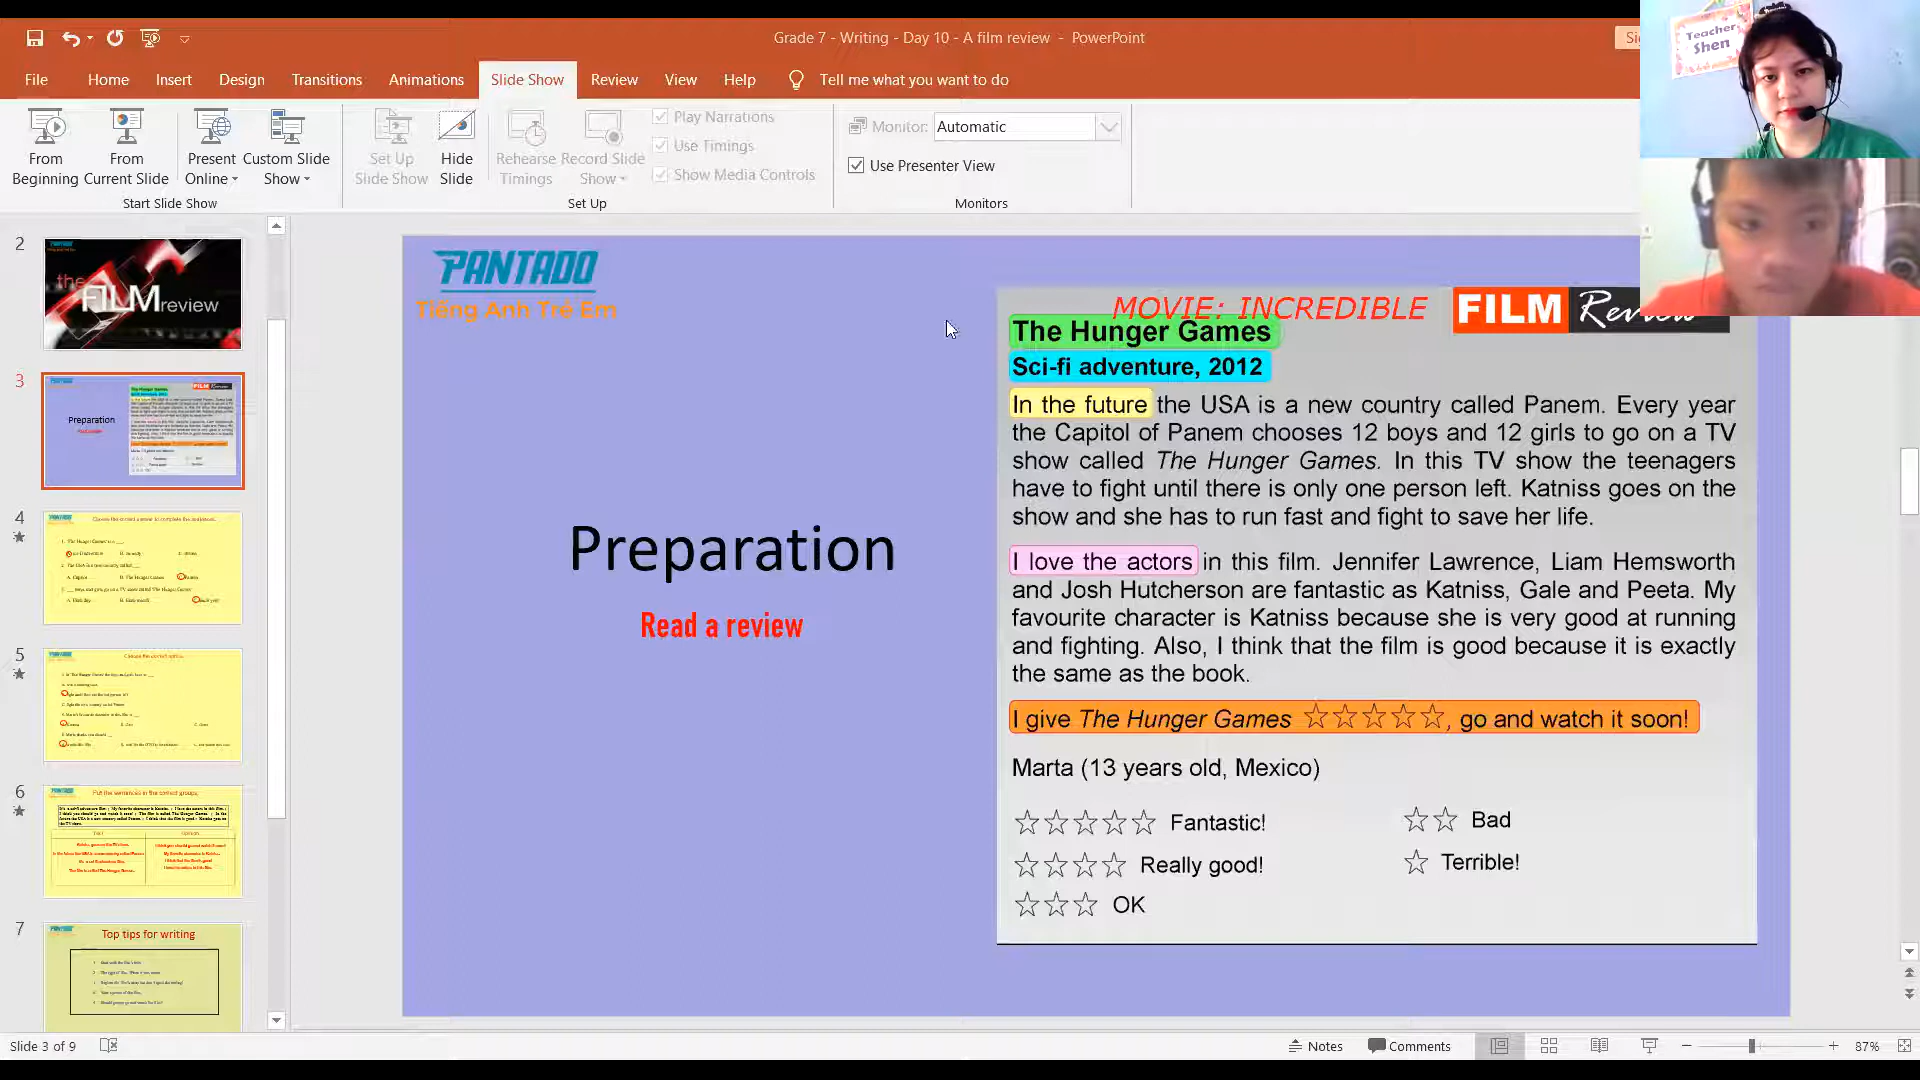 Grade 7 - Writing - Day 10 - A film review - PowerPoint
Teacher
Shen
File Home Insert Design Transitions Animations Slide Show Review View Help Tell me what you want to do
From Beginning
From Current Slide
Present Online
Custom Slide Show
Start Slide Show
Set Up Slide Show
Hide Slide
Rehearse Timings
Record Slide Show
Play Narrations
Use Timings
Show Media Controls
Set Up
Monitor: Automatic
Use Presenter View
Monitors
2
the FILM review
3
Preparation
4
5
6
7
Top tips for writing
PANTADO
Tiếng Anh Trẻ Em
Preparation
Read a review
MOVIE: INCREDIBLE
FILM Review
The Hunger Games
Sci-fi adventure, 2012
In the future the USA is a new country called Panem. Every year
the Capitol of Panem chooses 12 boys and 12 girls to go on a TV
show called The Hunger Games. In this TV show the teenagers
have to fight until there is only one person left. Katniss goes on the
show and she has to run fast and fight to save her life.
I love the actors in this film. Jennifer Lawrence, Liam Hemsworth
and Josh Hutcherson are fantastic as Katniss, Gale and Peeta. My
favourite character is Katniss because she is very good at running
and fighting. Also, I think that the film is good because it is exactly
the same as the book.
I give The Hunger Games ☆☆☆☆☆, go and watch it soon!
Marta (13 years old, Mexico)
☆☆☆☆☆ Fantastic!
☆☆ Bad
☆☆☆☆ Really good!
☆ Terrible!
☆☆☆ OK
Slide 3 of 9
Notes
Comments
87%